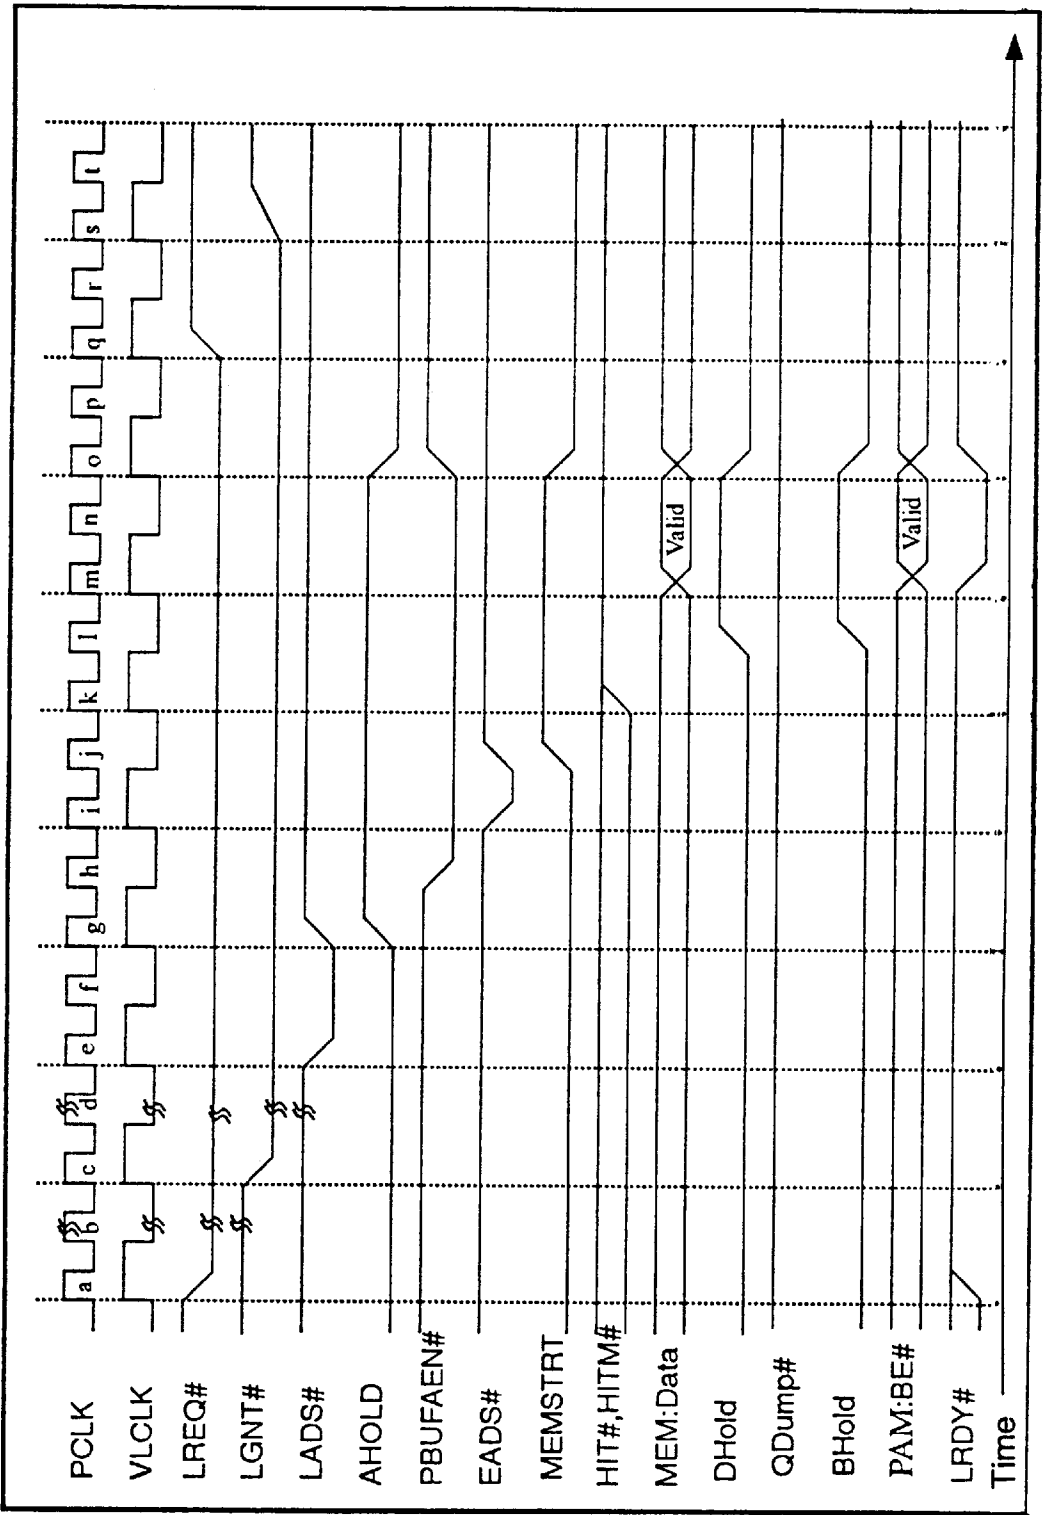 PCLK
a b c d e f g h i j k l m n o p q r s t
VLCLK
LREQ#
LGNT#
LADS#
AHOLD
PBUFAEN#
EADS#
MEMSTRT
HIT#,HITM#
MEM:Data
Valid
DHold
QDump#
BHold
PAM:BE#
Valid
LRDY#
Time